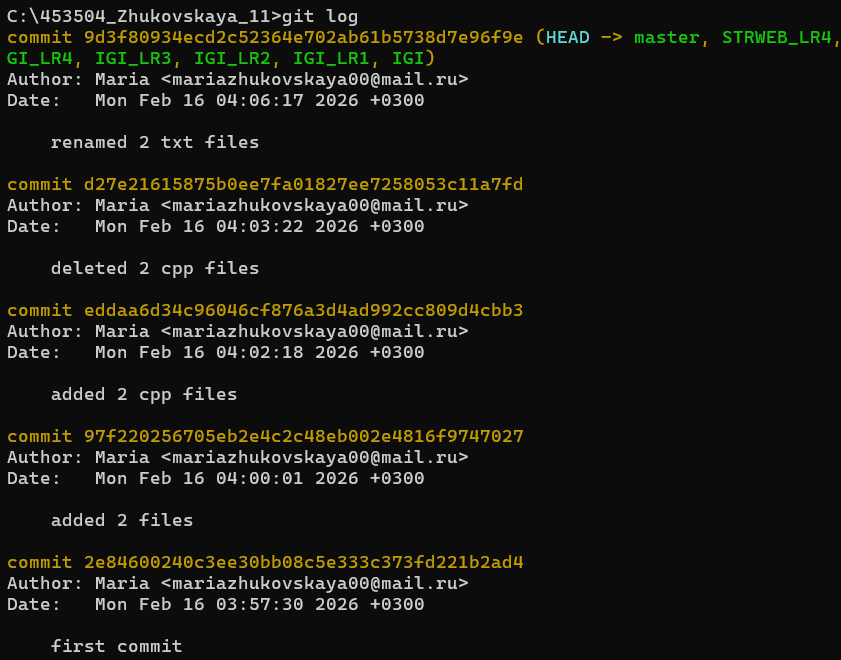 C:\453504_Zhukovskaya_11>git log
commit 9d3f80934ecd2c52364e702ab61b5738d7e96f9e (HEAD -> master, STRWEB_LR4,
GI_LR4, IGI_LR3, IGI_LR2, IGI_LR1, IGI)
Author: Maria <mariazhukovskaya00@mail.ru>
Date:   Mon Feb 16 04:06:17 2026 +0300
    renamed 2 txt files
commit d27e21615875b0ee7fa01827ee7258053c11a7fd
Author: Maria <mariazhukovskaya00@mail.ru>
Date:   Mon Feb 16 04:03:22 2026 +0300
    deleted 2 cpp files
commit eddaa6d34c96046cf876a3d4ad992cc809d4cbb3
Author: Maria <mariazhukovskaya00@mail.ru>
Date:   Mon Feb 16 04:02:18 2026 +0300
    added 2 cpp files
commit 97f220256705eb2e4c2c48eb002e4816f9747027
Author: Maria <mariazhukovskaya00@mail.ru>
Date:   Mon Feb 16 04:00:01 2026 +0300
    added 2 files
commit 2e84600240c3ee30bb08c5e333c373fd221b2ad4
Author: Maria <mariazhukovskaya00@mail.ru>
Date:   Mon Feb 16 03:57:30 2026 +0300
    first commit